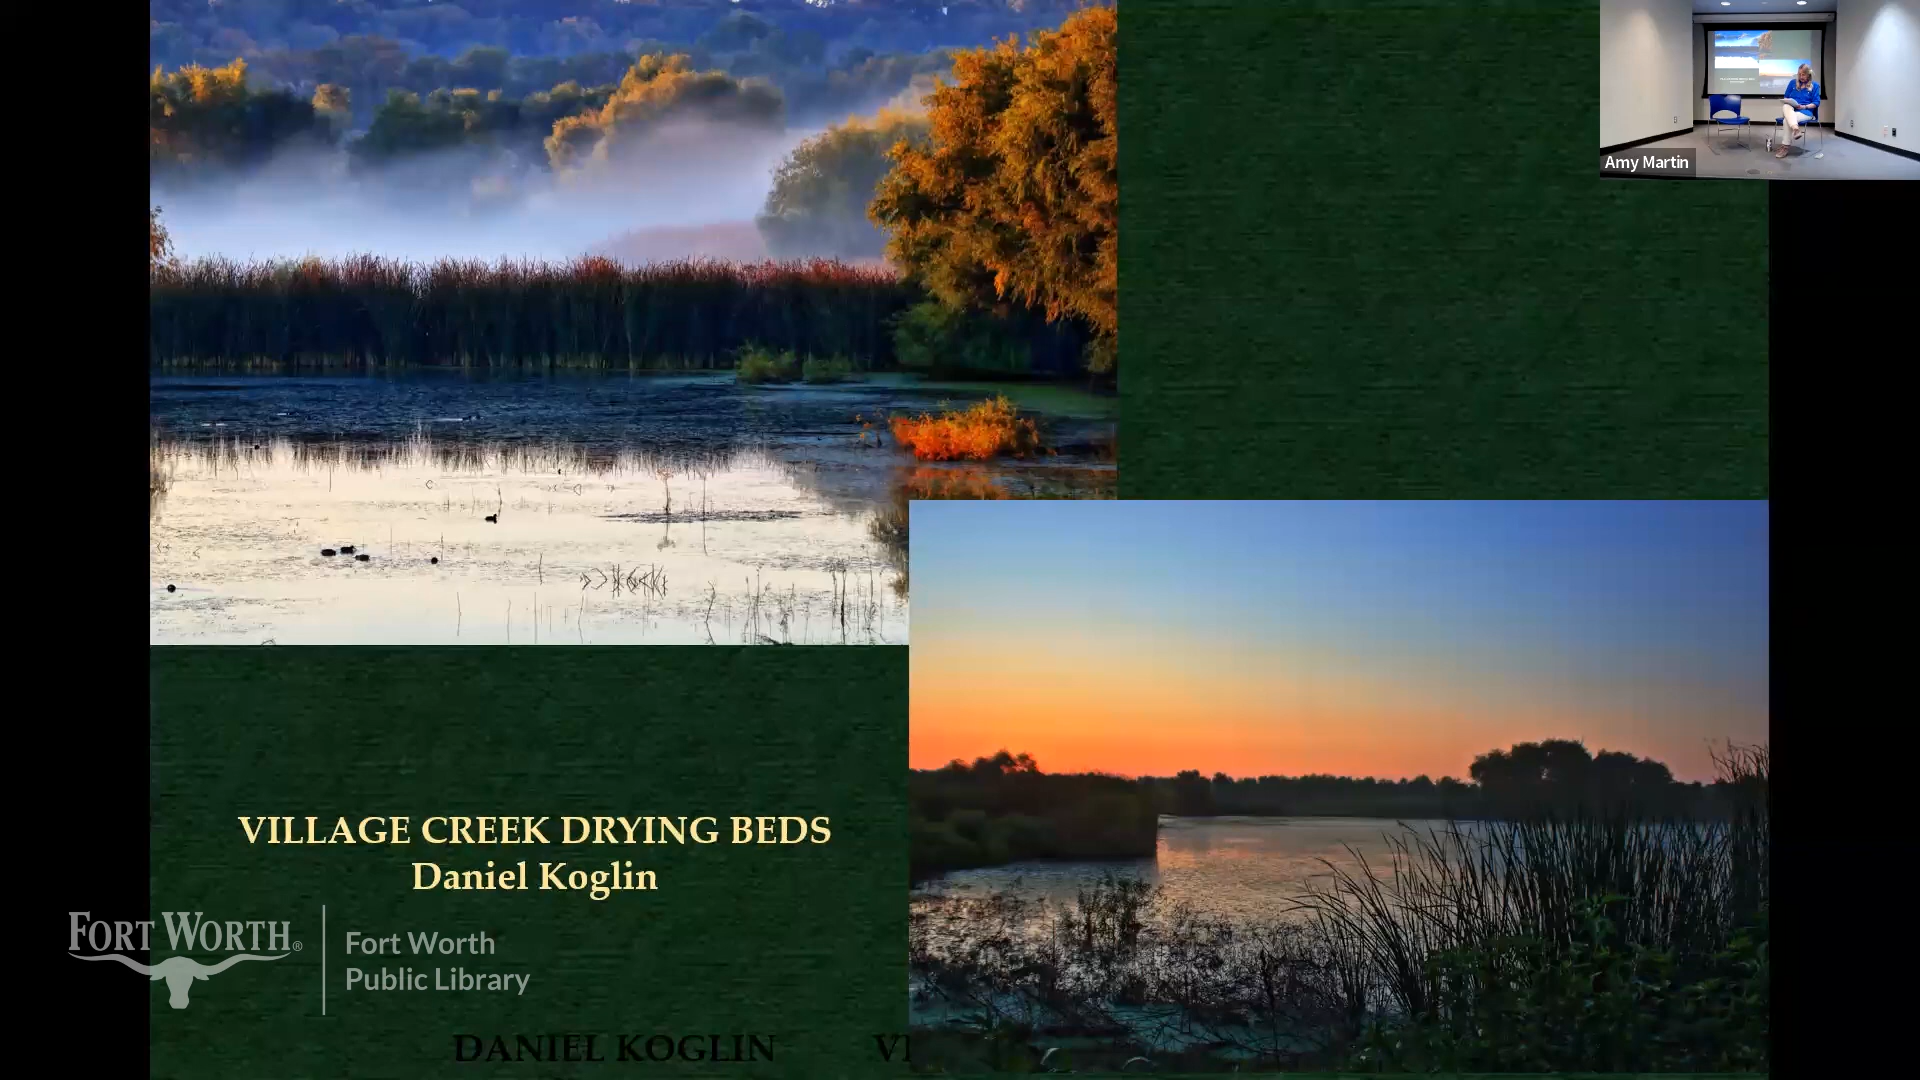 Amy Martin
VILLAGE CREEK DRYING BEDS
Daniel Koglin
FORT WORTH®
Fort Worth
Public Library
DANIEL KOGLIN